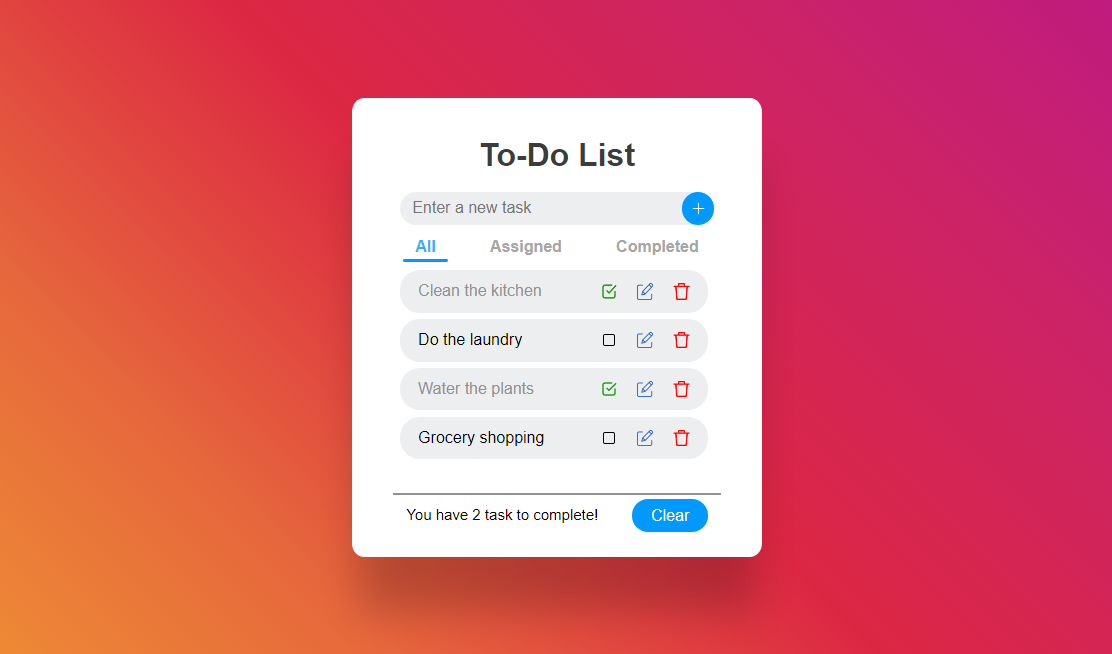 To-Do List
Enter a new task
All Assigned Completed
Clean the kitchen
Do the laundry
Water the plants
Grocery shopping
You have 2 task to complete! Clear